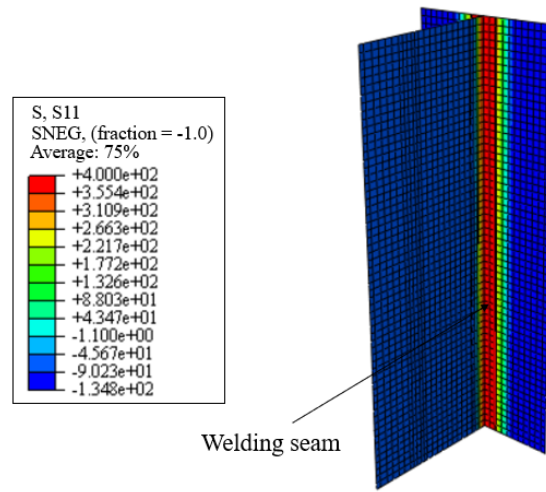 S, S11
SNEG, (fraction = -1.0)
Average: 75%
+4.000e+02
+3.554e+02
+3.109e+02
+2.663e+02
+2.217e+02
+1.772e+02
+1.326e+02
+8.803e+01
+4.347e+01
-1.100e+00
-4.567e+01
-9.023e+01
-1.348e+02
Welding seam